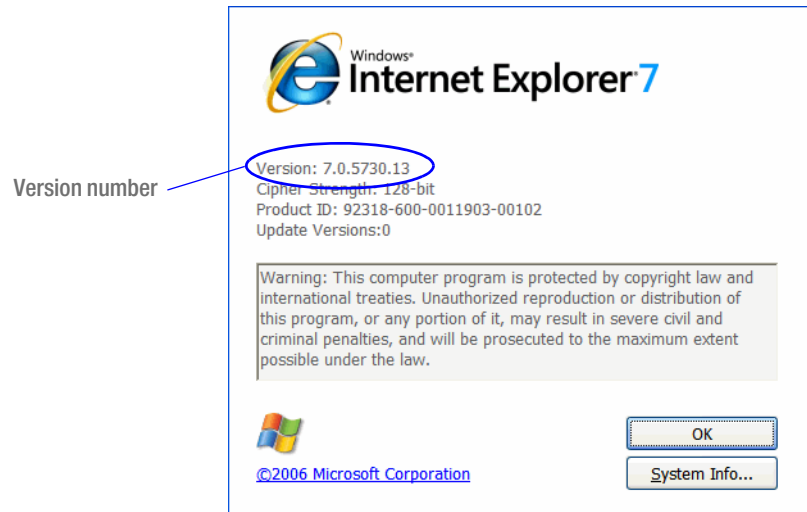 Windows®
Internet Explorer 7
Version number
Version: 7.0.5730.13
Cipher Strength: 128-bit
Product ID: 92318-600-0011903-00102
Update Versions:0
Warning: This computer program is protected by copyright law and
international treaties. Unauthorized reproduction or distribution of
this program, or any portion of it, may result in severe civil and
criminal penalties, and will be prosecuted to the maximum extent
possible under the law.
OK
©2006 Microsoft Corporation
System Info...